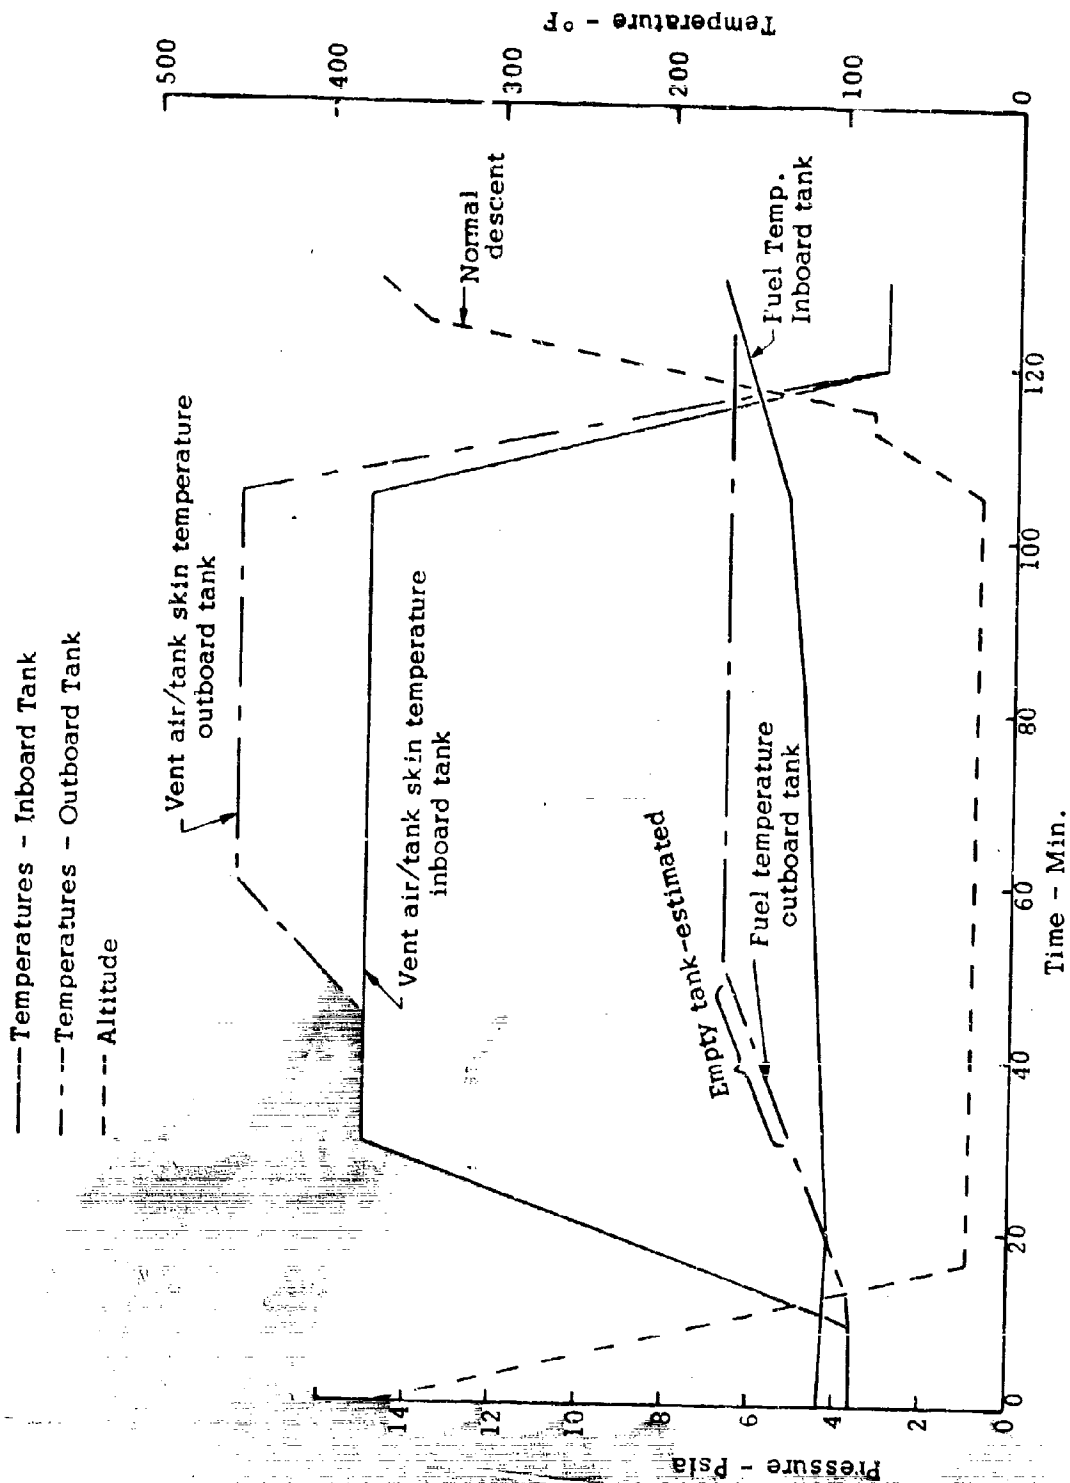 Temperatures - Inboard Tank
Temperatures - Outboard Tank
Altitude
Vent air/tank skin temperature
outboard tank
Vent air/tank skin temperature
inboard tank
Empty tank-estimated
Fuel temperature
outboard tank
Normal
descent
Fuel Temp.
Inboard tank
Pressure - Psia
14
12
10
8
6
4
2
0
Temperature - °F
500
400
300
200
100
0
0
20
40
60
80
100
120
Time - Min.